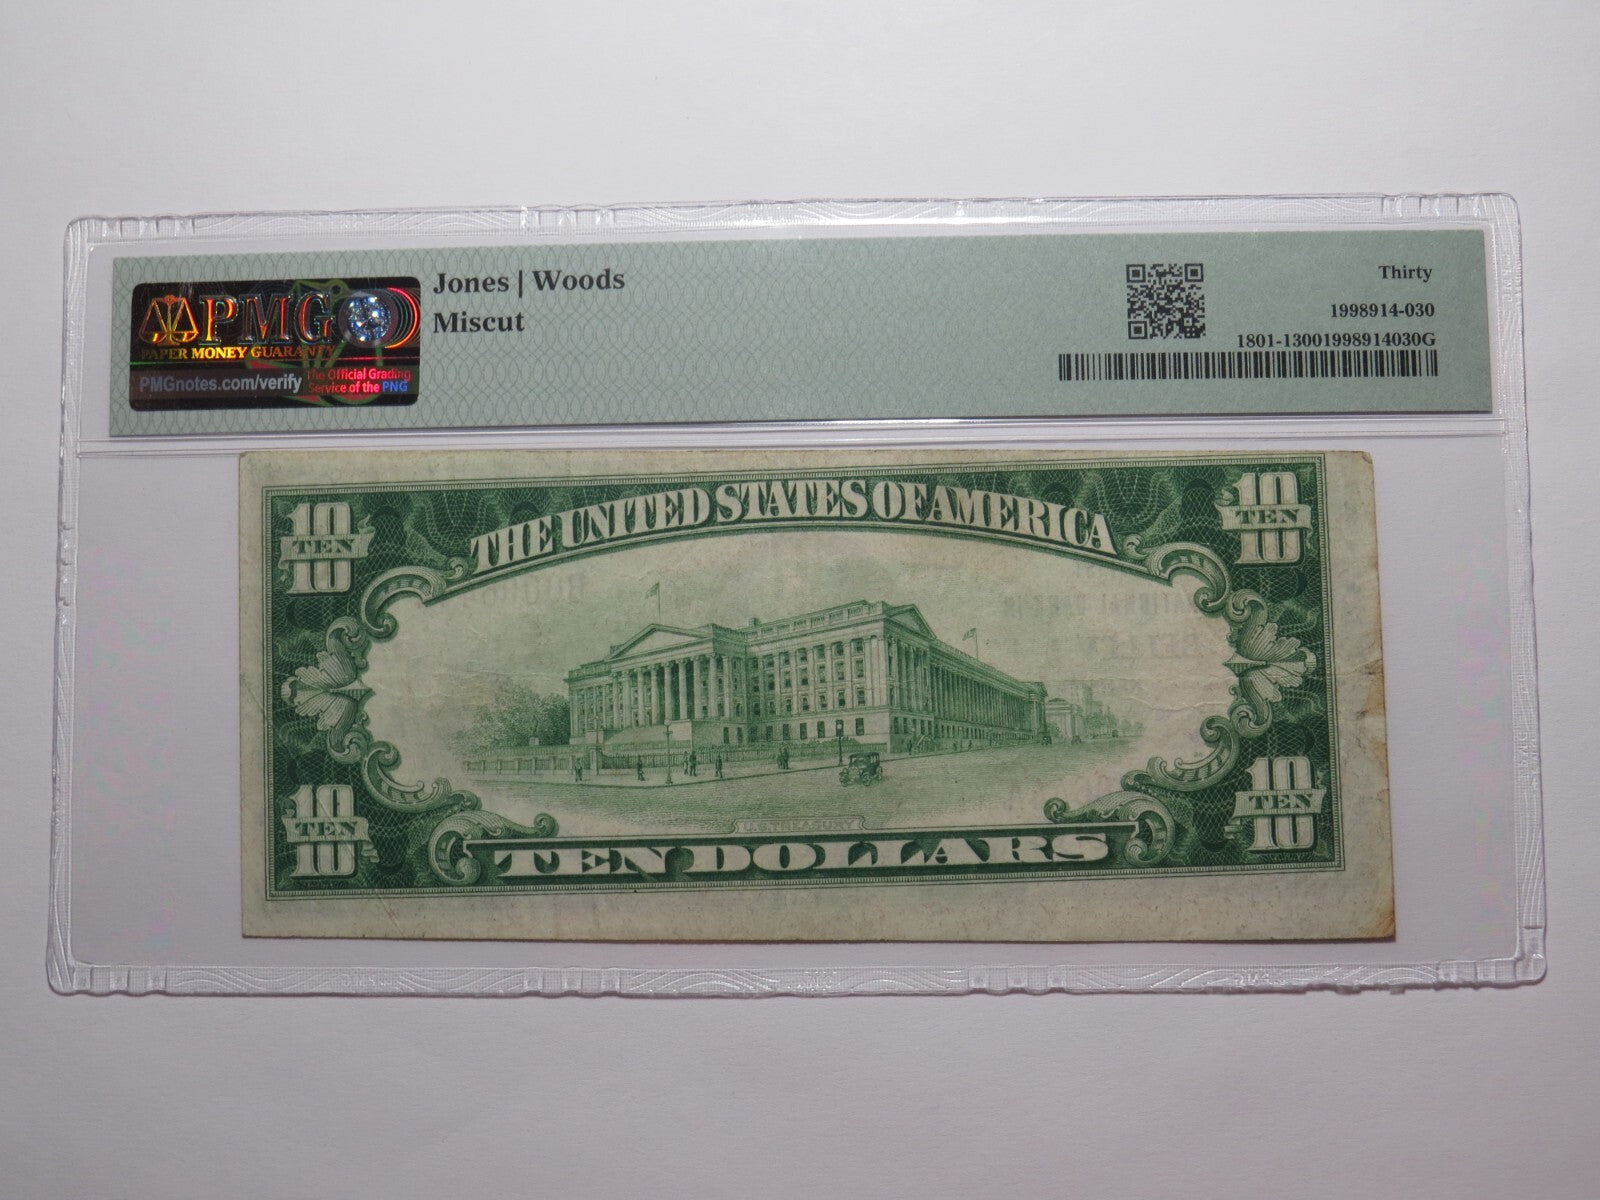 PMG
PAPER MONEY GUARANTY
PMGnotes.com/verify
The Official Grading
Service of the PNG
Jones | Woods
Miscut
Thirty
1998914-030
1801-13001998914030G
THE UNITED STATES OF AMERICA
10
TEN
10
10
TEN
10
U.S. TREASURY
10
TEN
10
TEN DOLLARS
10
TEN
10